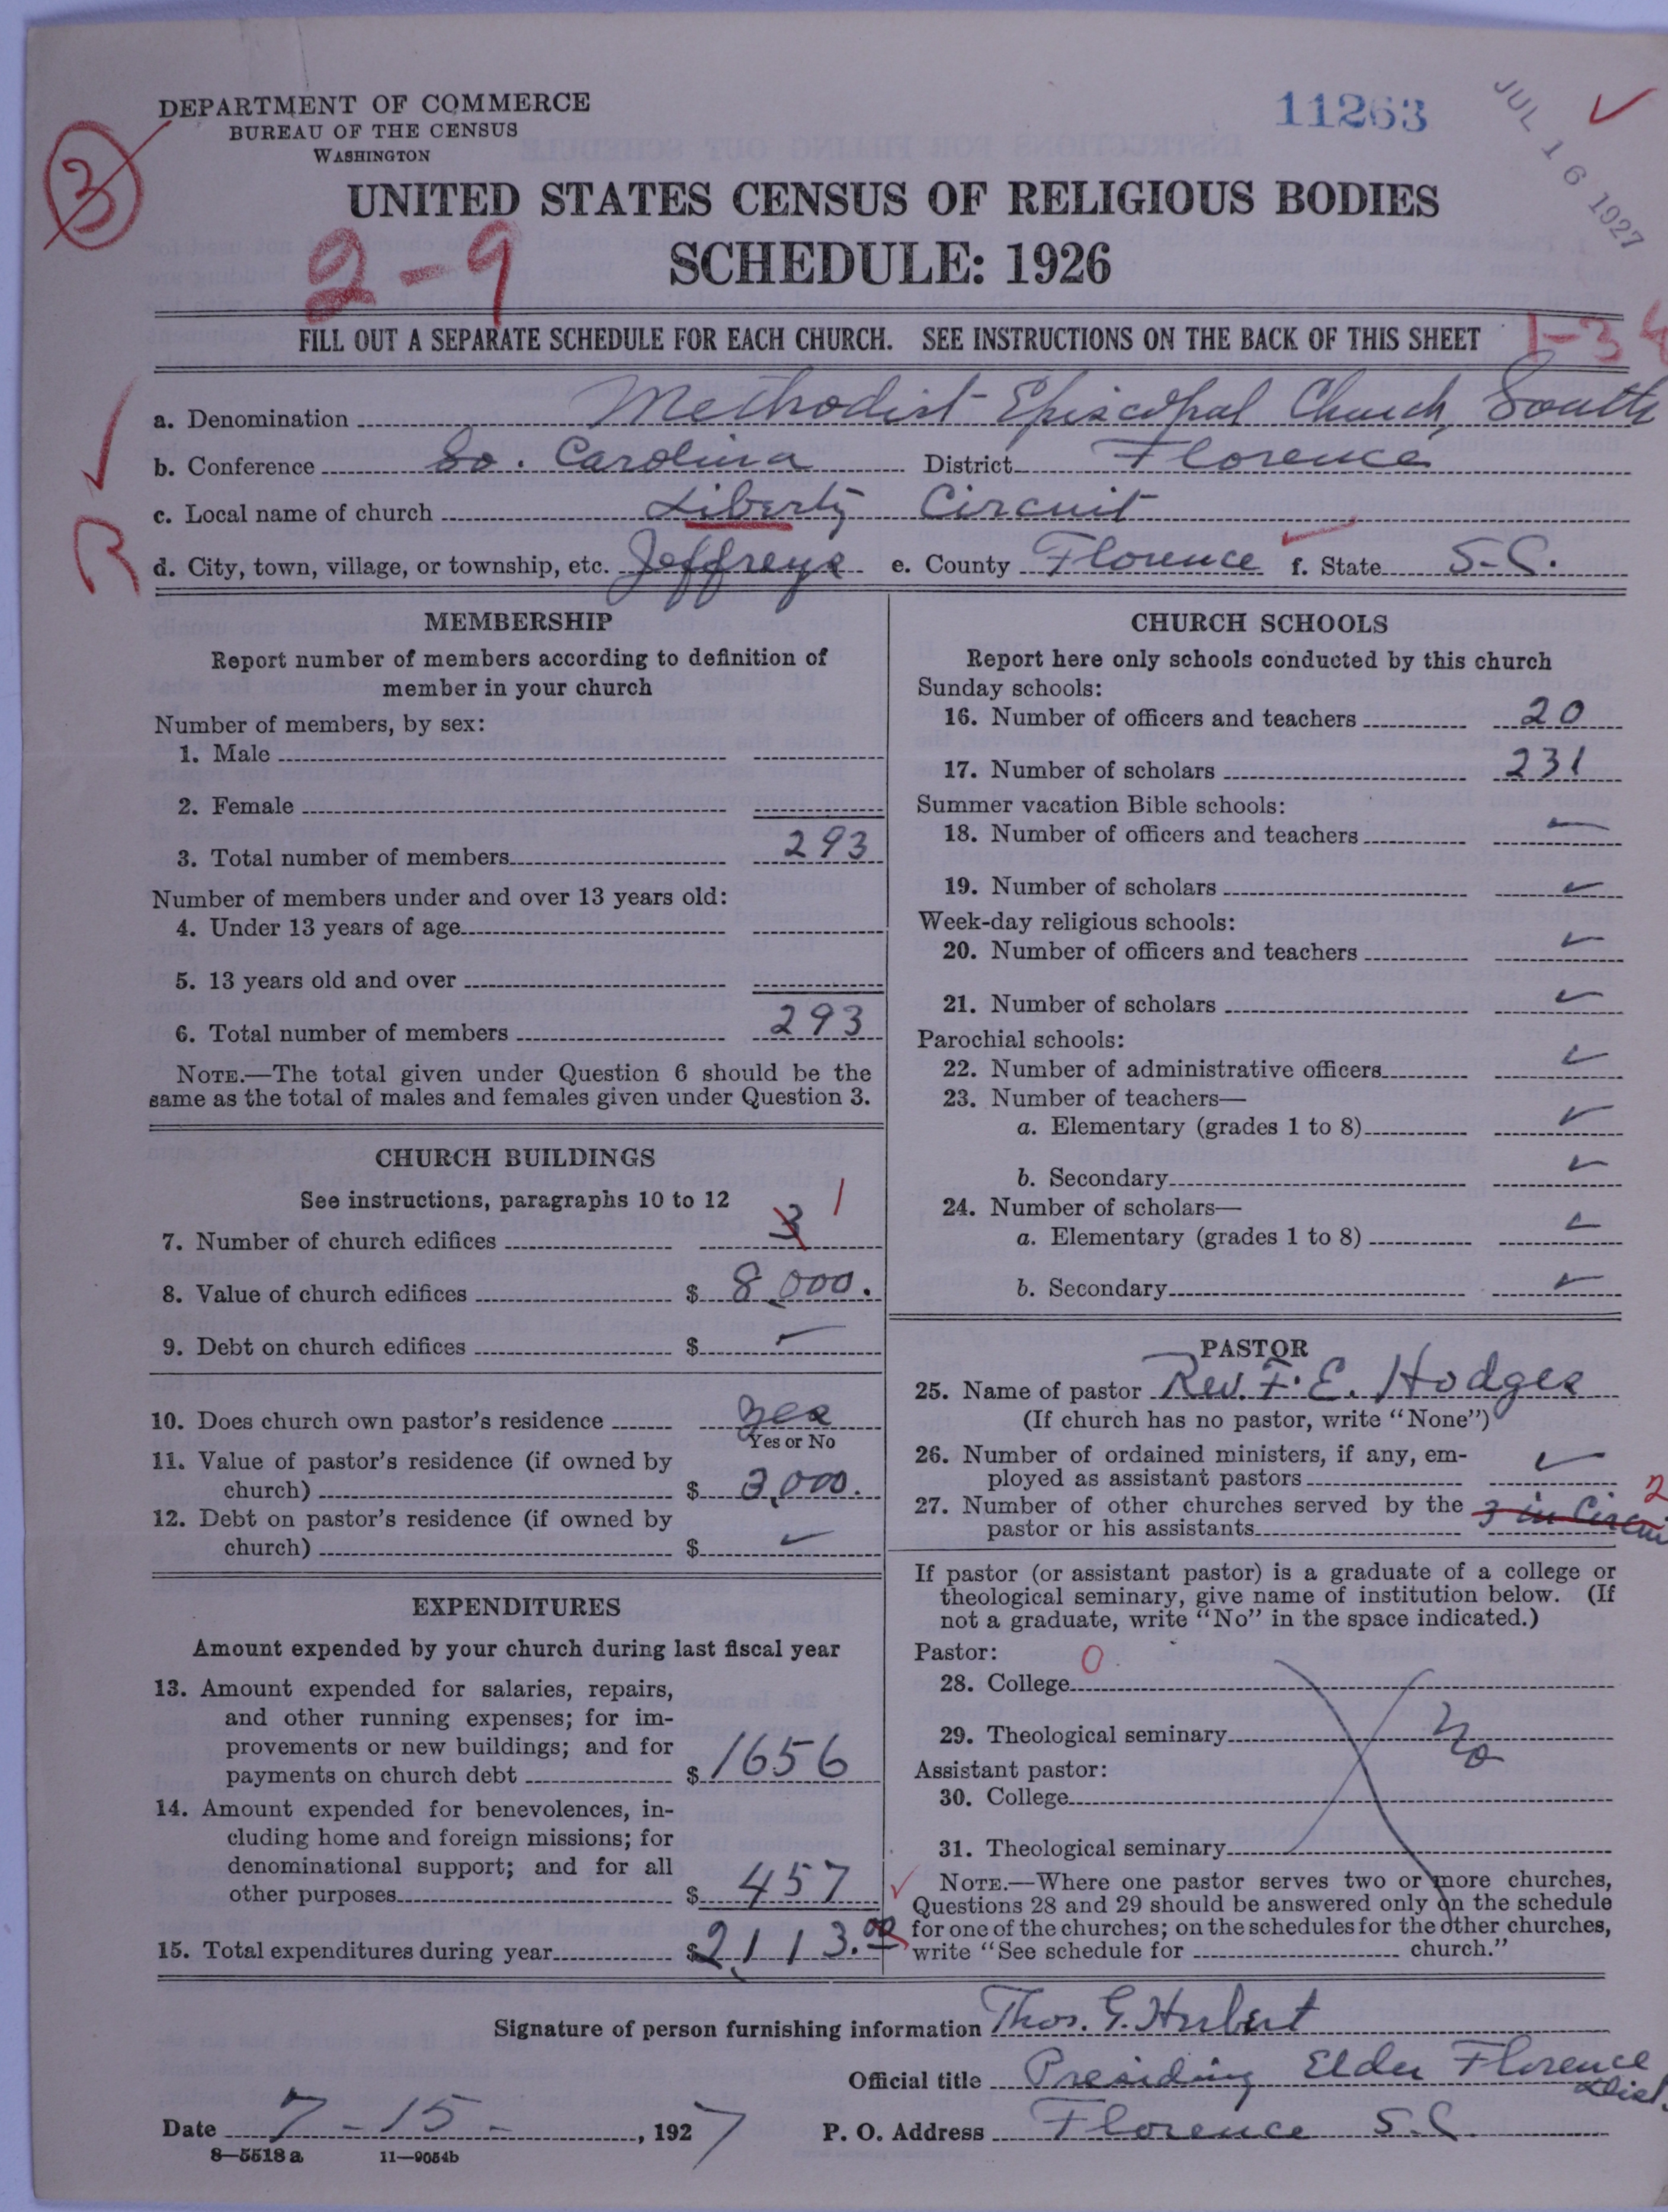 DEPARTMENT OF COMMERCE
BUREAU OF THE CENSUS
WASHINGTON
11263
JUL 16 1927
3
UNITED STATES CENSUS OF RELIGIOUS BODIES
2-9
SCHEDULE: 1926
FILL OUT A SEPARATE SCHEDULE FOR EACH CHURCH. SEE INSTRUCTIONS ON THE BACK OF THIS SHEET
1-3
a. Denomination Methodist Episcopal Church, South
b. Conference So. Carolina District Florence
c. Local name of church Liberty Circuit
d. City, town, village, or township, etc. Jeffreys e. County Florence f. State S.C.
MEMBERSHIP
Report number of members according to definition of
member in your church
Number of members, by sex:
1. Male
2. Female
3. Total number of members 293
Number of members under and over 13 years old:
4. Under 13 years of age
5. 13 years old and over
6. Total number of members 293
NOTE.—The total given under Question 6 should be the
same as the total of males and females given under Question 3.
CHURCH BUILDINGS
See instructions, paragraphs 10 to 12
7. Number of church edifices 3 1
8. Value of church edifices $ 8,000.
9. Debt on church edifices $
10. Does church own pastor's residence yes
Yes or No
11. Value of pastor's residence (if owned by
church) $ 3,000.
12. Debt on pastor's residence (if owned by
church) $
EXPENDITURES
Amount expended by your church during last fiscal year
13. Amount expended for salaries, repairs,
and other running expenses; for im-
provements or new buildings; and for
payments on church debt $ 1656
14. Amount expended for benevolences, in-
cluding home and foreign missions; for
denominational support; and for all
other purposes $ 457
15. Total expenditures during year $2,113.00
CHURCH SCHOOLS
Report here only schools conducted by this church
Sunday schools:
16. Number of officers and teachers 20
17. Number of scholars 231
Summer vacation Bible schools:
18. Number of officers and teachers
19. Number of scholars
Week-day religious schools:
20. Number of officers and teachers
21. Number of scholars
Parochial schools:
22. Number of administrative officers
23. Number of teachers—
a. Elementary (grades 1 to 8)
b. Secondary
24. Number of scholars—
a. Elementary (grades 1 to 8)
b. Secondary
PASTOR
25. Name of pastor Rev. F. E. Hodges
(If church has no pastor, write "None")
26. Number of ordained ministers, if any, em-
ployed as assistant pastors
27. Number of other churches served by the 3 in Circuit 2
pastor or his assistants
If pastor (or assistant pastor) is a graduate of a college or
theological seminary, give name of institution below. (If
not a graduate, write "No" in the space indicated.)
Pastor: 0
28. College
29. Theological seminary No
Assistant pastor:
30. College
31. Theological seminary
NOTE.—Where one pastor serves two or more churches,
Questions 28 and 29 should be answered only on the schedule
for one of the churches; on the schedules for the other churches,
write "See schedule for church."
Signature of person furnishing information Thos. G. Herbert
Official title Presiding Elder Florence Dist.
Date 7-15-, 1927 P. O. Address Florence S.C.
8—5518 a 11—9054b